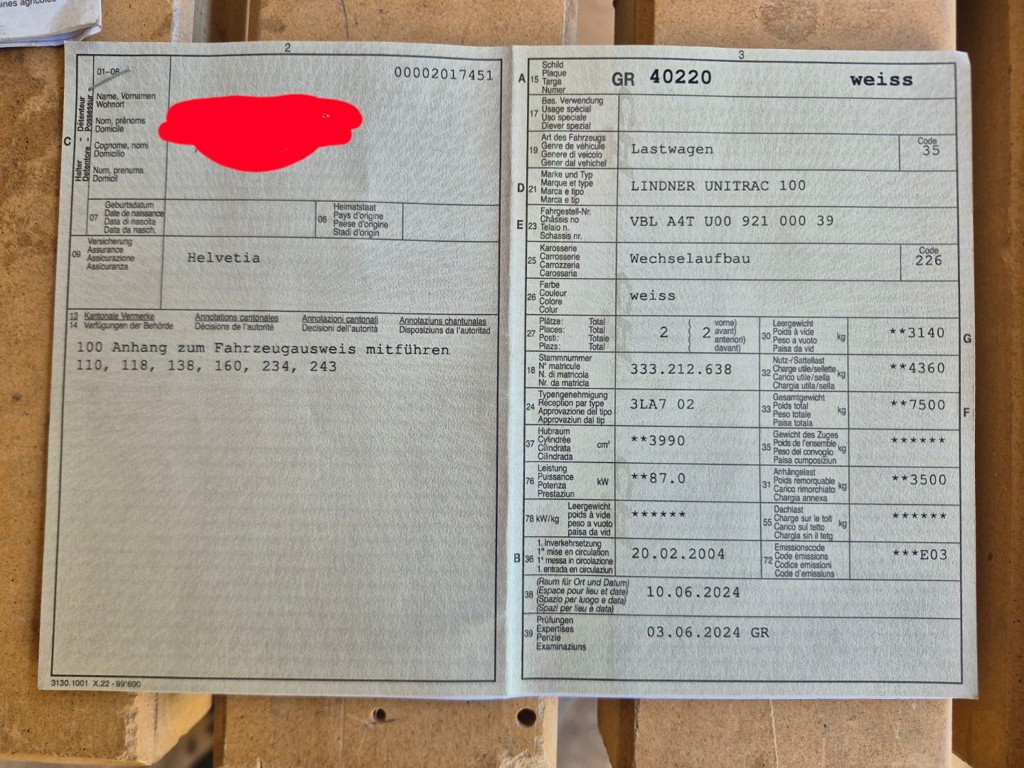 ines agricoles
2
01-06
00002017451
C
Halter - Détenteur
Detentore - Possessur
Name, Vornamen
Wohnort
Nom, prénoms
Domicile
Cognome, nomi
Domicilio
Num, prenums
Domicil
07
Geburtsdatum
Date de naissance
Data di nascita
Data da nasch.
08
Heimatstaat
Pays d'origine
Paese d'origine
Stadi d'origin
09
Versicherung
Assurance
Assicurazione
Assicuranza
Helvetia
13 Kantonale Vermerke Annotations cantonales Annotazioni cantonali Annotaziuns chantunalas
14 Verfügungen der Behörde Décisions de l'autorité Decisioni dell'autorità Disposiziuns da l'autoritad
100 Anhang zum Fahrzeugausweis mitführen
110, 118, 138, 160, 234, 243
3130.1001 X.22 - 99'600
3
A 15
Schild
Plaque
Targa
Numer
GR 40220 weiss
17
Bes. Verwendung
Usage spécial
Uso speciale
Diever spezial
19
Art des Fahrzeugs
Genre de véhicule
Genere di veicolo
Gener dal vehichel
Lastwagen
Code
35
D 21
Marke und Typ
Marque et type
Marca e tipo
Marca e tip
LINDNER UNITRAC 100
E 23
Fahrgestell-Nr.
Châssis no
Telaio n.
Schassis nr.
VBL A4T U00 921 000 39
25
Karosserie
Carrosserie
Carrozzeria
Carossaria
Wechselaufbau
Code
226
26
Farbe
Couleur
Colore
Colur
weiss
27
Plätze: Total
Places: Total
Posti: Totale
Plazs: Total
2
2
vorne)
avant)
anteriori)
davant)
30
Leergewicht
Poids à vide
Peso a vuoto
Paisa da vid
kg
**3140
G
18
Stammnummer
N° matricule
N. di matricola
Nr. da matricla
333.212.638
32
Nutz-/Sattellast
Charge utile/sellette
Carico utile/sella
Chargia utila/sella
kg
**4360
24
Typengenehmigung
Réception par type
Approvazione del tipo
Approvaziun dal tip
3LA7 02
33
Gesamtgewicht
Poids total
Peso totale
Paisa totala
kg
**7500
F
37
Hubraum
Cylindrée
Cilindrata
Cilindrada
cm³
**3990
35
Gewicht des Zuges
Poids de l'ensemble
Peso del convoglio
Paisa cumposiziun
kg
******
76
Leistung
Puissance
Potenza
Prestaziun
kW
**87.0
31
Anhängelast
Poids remorquable
Carico rimorchiato
Chargia annexa
kg
**3500
78 kW/kg
Leergewicht
poids à vide
peso a vuoto
paisa da vid
******
55
Dachlast
Charge sur le toit
Carico sul tetto
Chargia sin il tetg
kg
******
B 36
1. Inverkehrsetzung
1re mise en circulation
1a messa in circolazione
1. entrada en circulaziun
20.02.2004
72
Emissionscode
Code émissions
Codice emissioni
Code d'emissiuns
***E03
38
(Raum für Ort und Datum)
(Espace pour lieu et date)
(Spazio per luogo e data)
(Spazi per lieu e data)
10.06.2024
39
Prüfungen
Expertises
Perizie
Examinaziuns
03.06.2024 GR